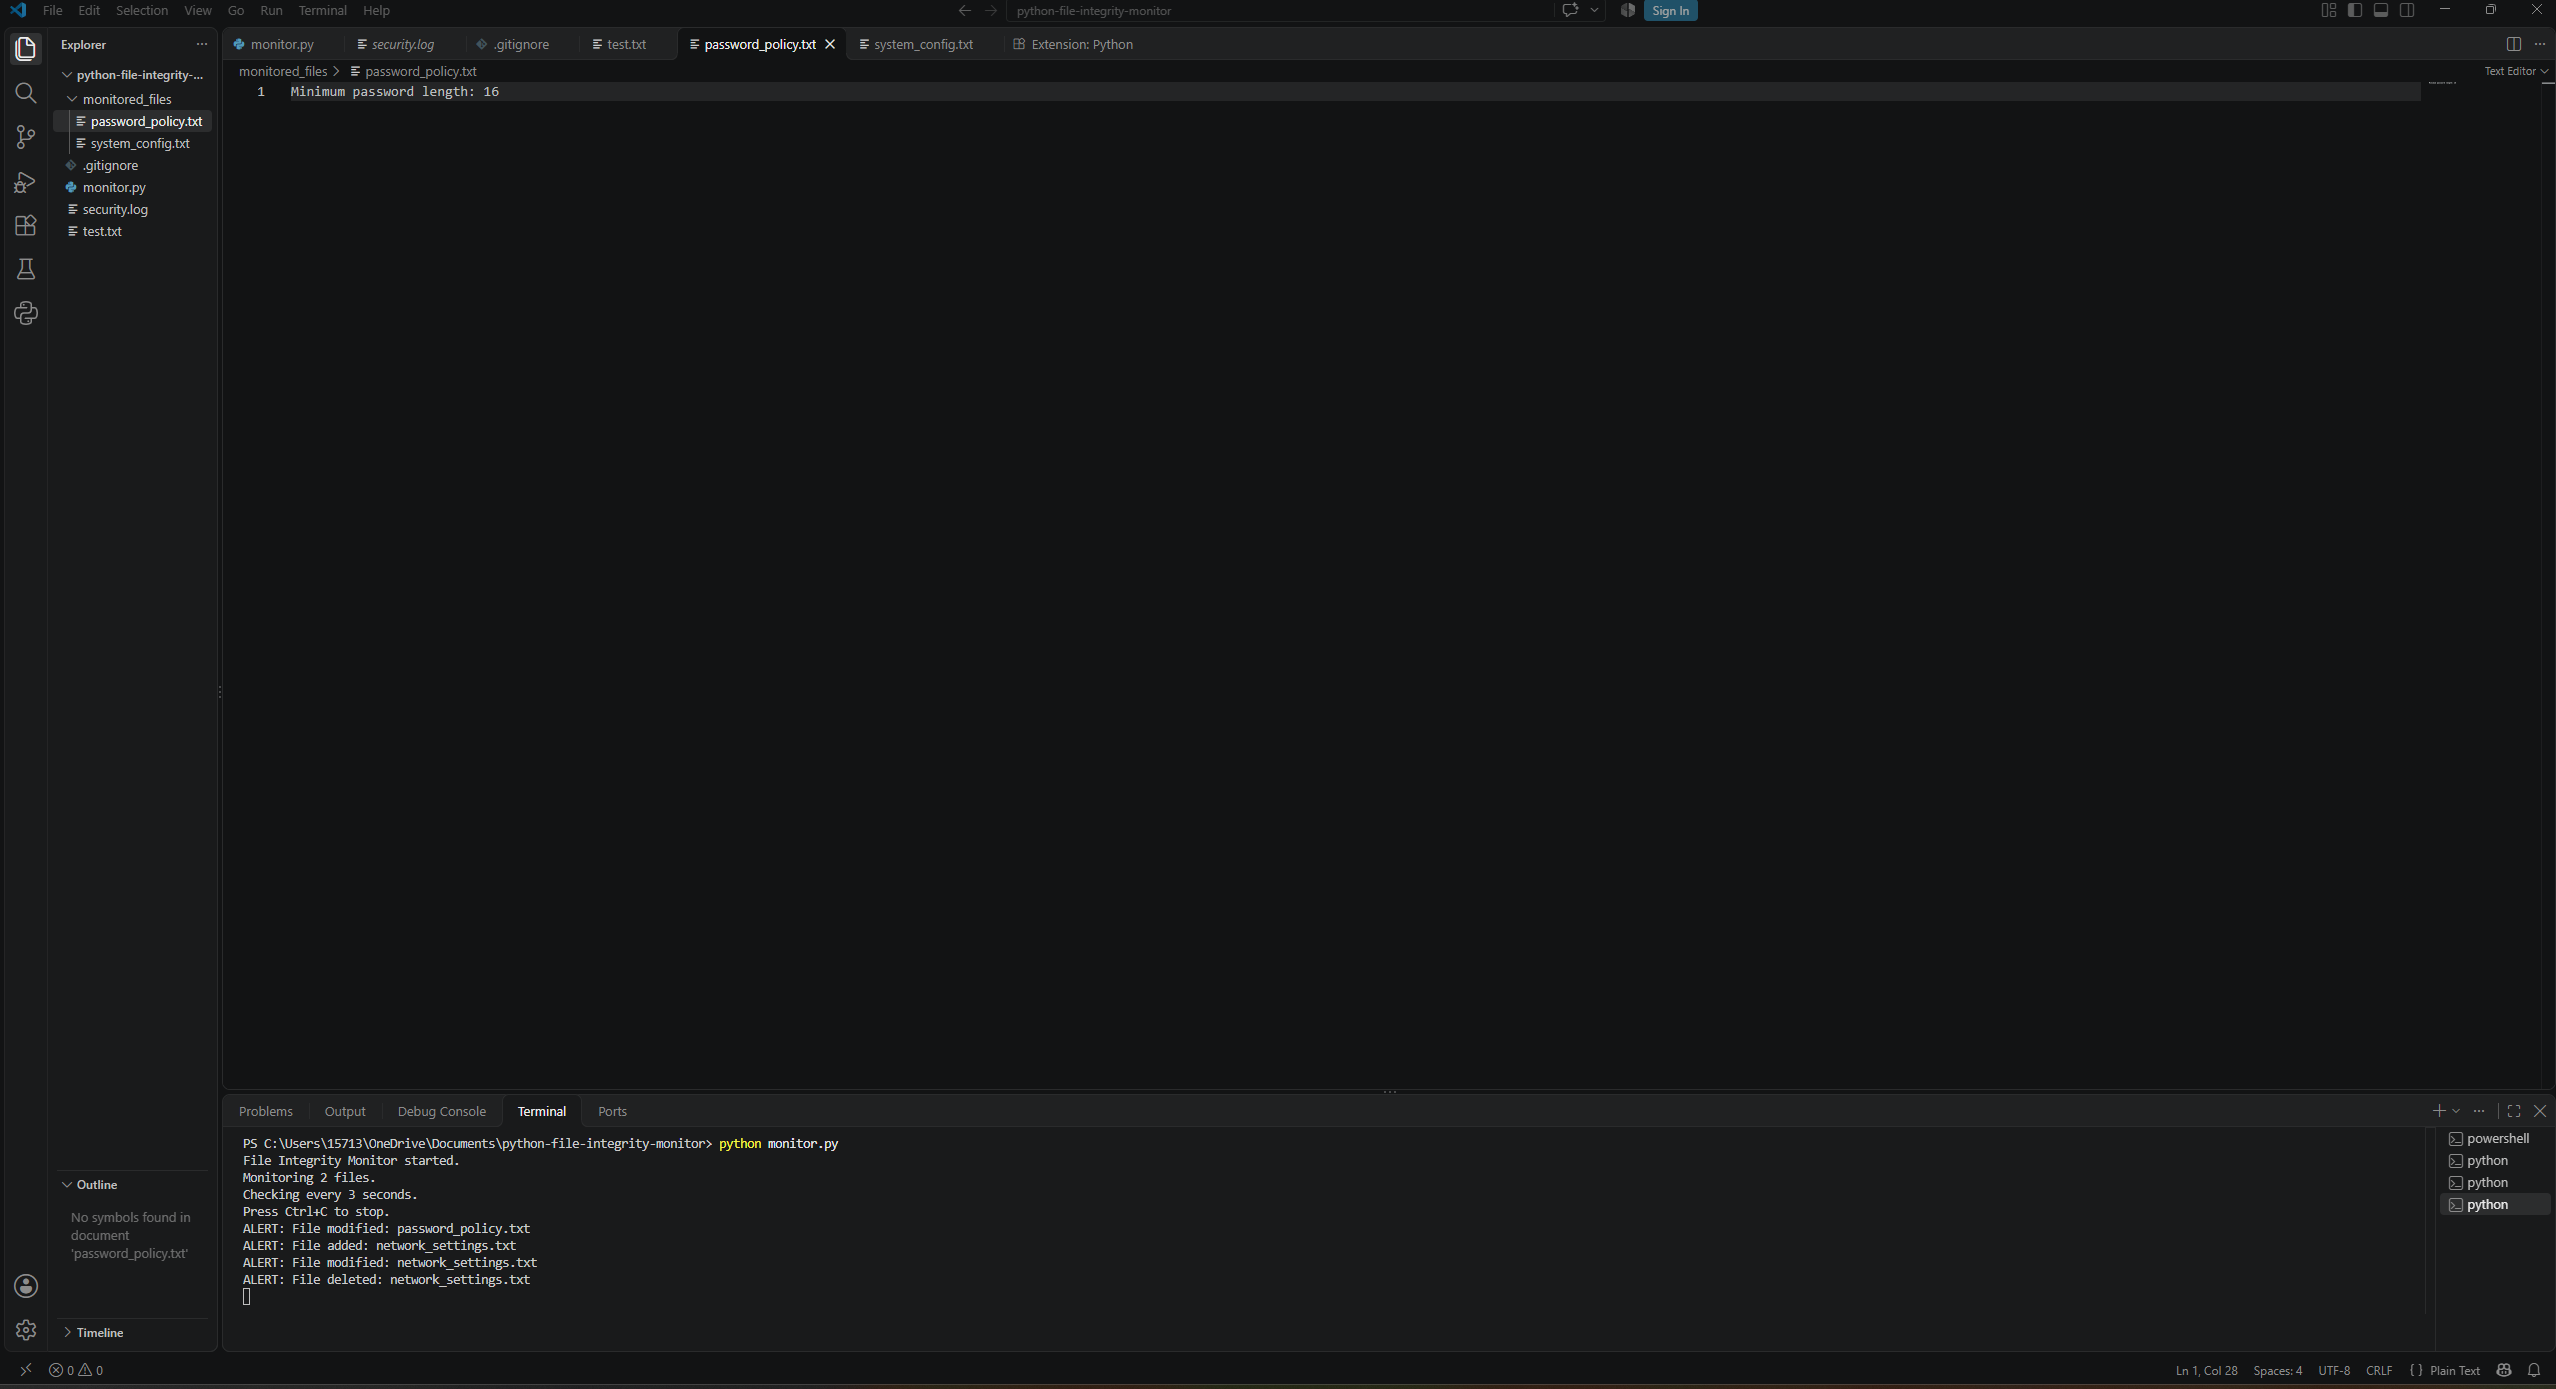 File Edit Selection View Go Run Terminal Help
python-file-integrity-monitor
Sign In
Explorer
python-file-integrity-...
monitored_files
password_policy.txt
system_config.txt
.gitignore
monitor.py
security.log
test.txt
monitor.py security.log .gitignore test.txt password_policy.txt system_config.txt Extension: Python
monitored_files > password_policy.txt
Text Editor
1 Minimum password length: 16
Problems Output Debug Console Terminal Ports
PS C:\Users\15713\OneDrive\Documents\python-file-integrity-monitor> python monitor.py
File Integrity Monitor started.
Monitoring 2 files.
Checking every 3 seconds.
Press Ctrl+C to stop.
ALERT: File modified: password_policy.txt
ALERT: File added: network_settings.txt
ALERT: File modified: network_settings.txt
ALERT: File deleted: network_settings.txt
powershell
python
python
python
Outline
No symbols found in
document
'password_policy.txt'
Timeline
0 0
Ln 1, Col 28 Spaces: 4 UTF-8 CRLF {} Plain Text